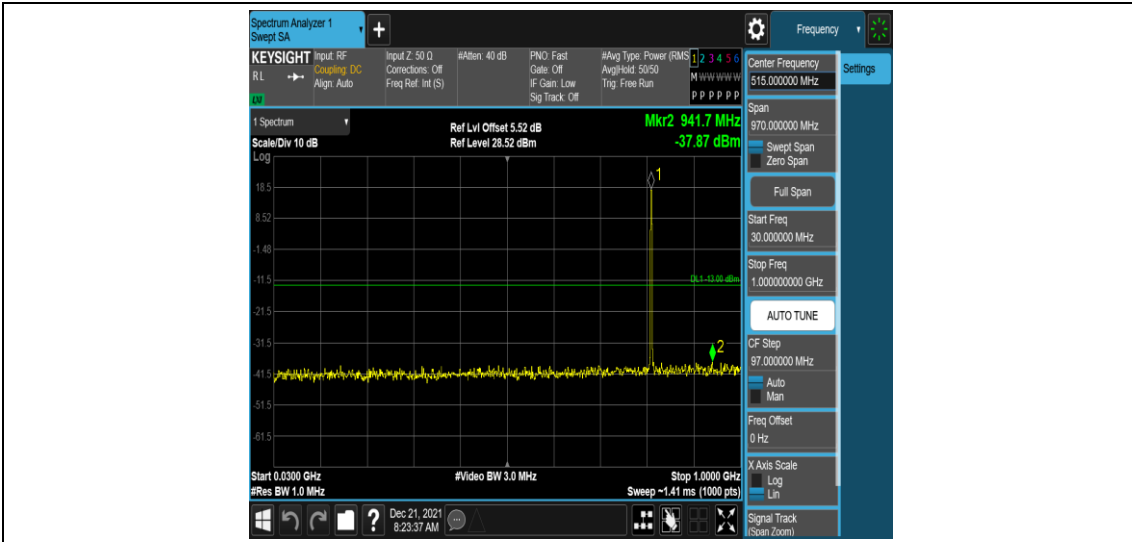 Spectrum Analyzer 1
Swept SA
+
Frequency
KEYSIGHT
RL
Input: RF
Coupling: DC
Align: Auto
Input Z: 50 Ω
Corrections: Off
Freq Ref: Int (S)
#Atten: 40 dB
PNO: Fast
Gate: Off
IF Gain: Low
Sig Track: Off
#Avg Type: Power (RMS
Avg|Hold: 50/50
Trig: Free Run
1 2 3 4 5 6
M W W W W W
P P P P P P
1 Spectrum
Scale/Div 10 dB
Ref Lvl Offset 5.52 dB
Ref Level 28.52 dBm
Mkr2 941.7 MHz
-37.87 dBm
Log
18.5
8.52
-1.48
-11.5
-21.5
-31.5
-41.5
-51.5
-61.5
1
DL1 -13.00 dBm
2
Start 0.0300 GHz
#Res BW 1.0 MHz
#Video BW 3.0 MHz
Stop 1.0000 GHz
Sweep ~1.41 ms (1000 pts)
Dec 21, 2021
8:23:37 AM
?
Center Frequency
515.000000 MHz
Settings
Span
970.000000 MHz
Swept Span
Zero Span
Full Span
Start Freq
30.000000 MHz
Stop Freq
1.000000000 GHz
AUTO TUNE
CF Step
97.000000 MHz
Auto
Man
Freq Offset
0 Hz
X Axis Scale
Log
Lin
Signal Track
(Span Zoom)